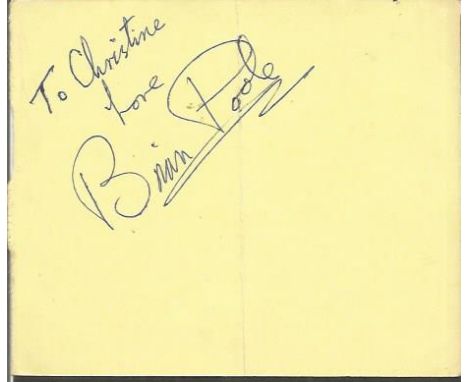 To Christine
love
Brian Poole